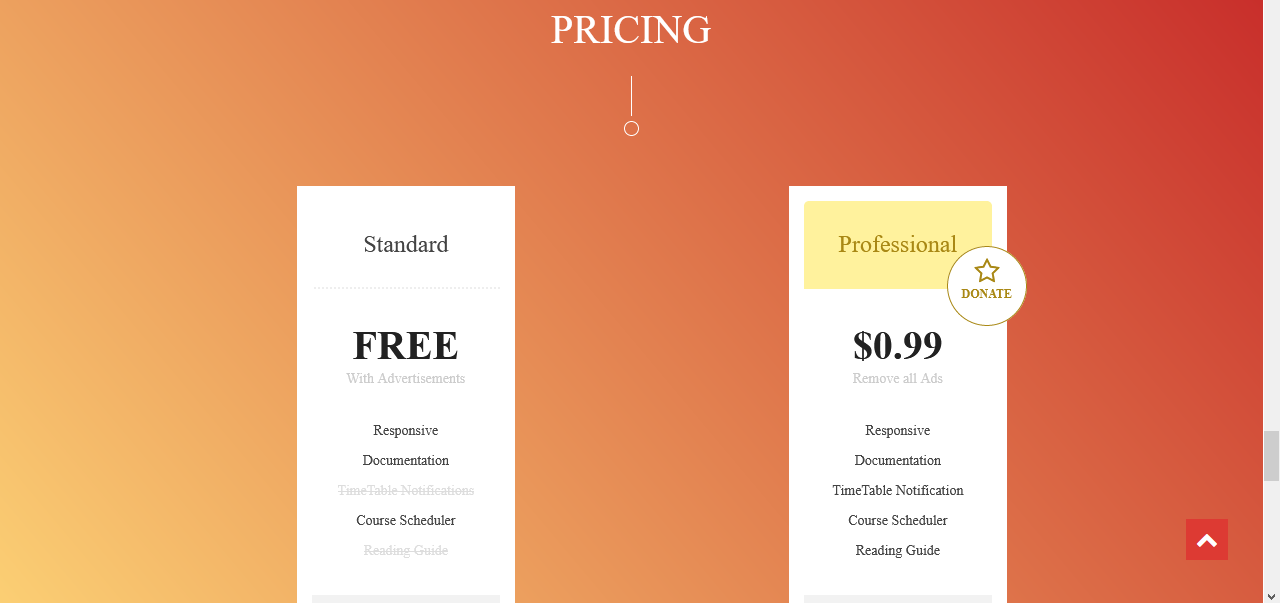 PRICING
Standard
FREE
With Advertisements
Responsive
Documentation
TimeTable Notifications
Course Scheduler
Reading Guide
Professional
DONATE
$0.99
Remove all Ads
Responsive
Documentation
TimeTable Notification
Course Scheduler
Reading Guide